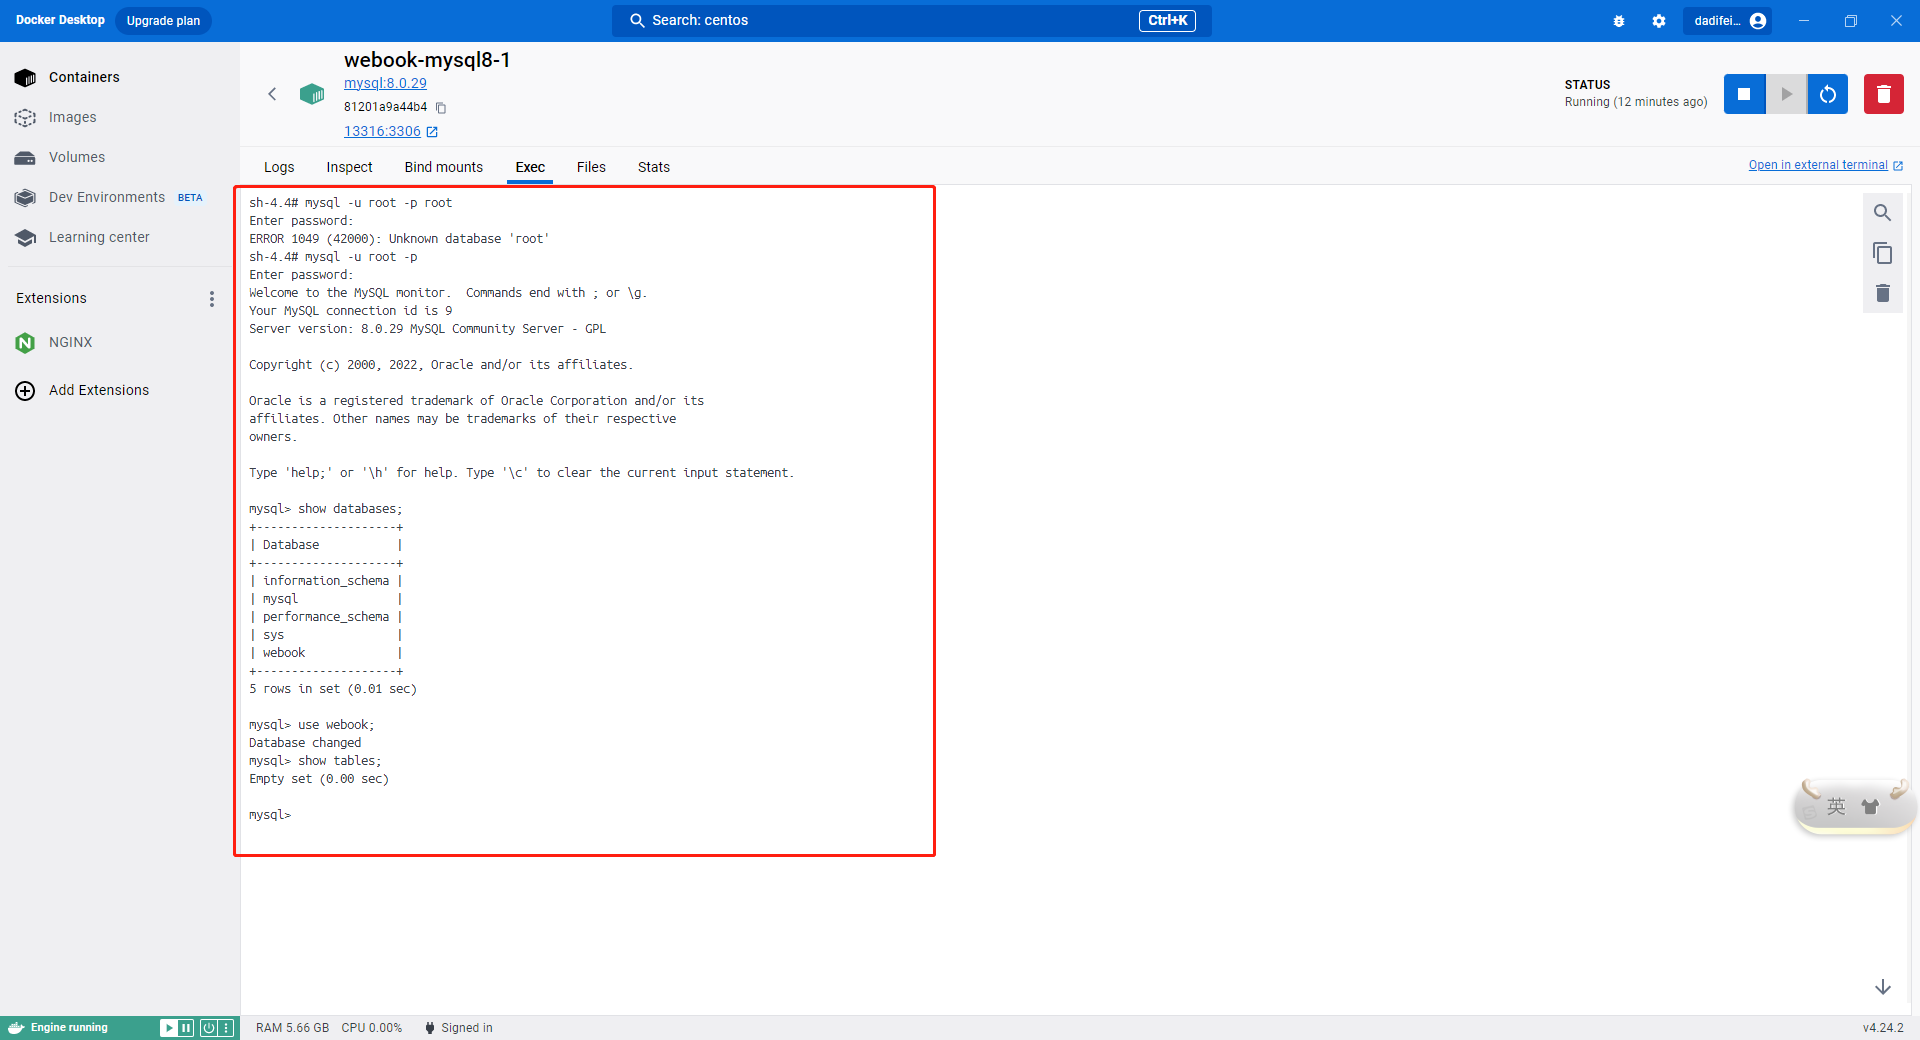 Docker Desktop
Upgrade plan
Search: centos
Ctrl+K
dadifei...
Containers
Images
Volumes
Dev Environments BETA
Learning center
Extensions
NGINX
Add Extensions
webook-mysql8-1
mysql:8.0.29
81201a9a44b4
13316:3306
STATUS
Running (12 minutes ago)
Logs
Inspect
Bind mounts
Exec
Files
Stats
Open in external terminal
sh-4.4# mysql -u root -p root
Enter password:
ERROR 1049 (42000): Unknown database 'root'
sh-4.4# mysql -u root -p
Enter password:
Welcome to the MySQL monitor.  Commands end with ; or \g.
Your MySQL connection id is 9
Server version: 8.0.29 MySQL Community Server - GPL
Copyright (c) 2000, 2022, Oracle and/or its affiliates.
Oracle is a registered trademark of Oracle Corporation and/or its
affiliates. Other names may be trademarks of their respective
owners.
Type 'help;' or '\h' for help. Type '\c' to clear the current input statement.
mysql> show databases;
+--------------------+
| Database           |
+--------------------+
| information_schema |
| mysql              |
| performance_schema |
| sys                |
| webook             |
+--------------------+
5 rows in set (0.01 sec)
mysql> use webook;
Database changed
mysql> show tables;
Empty set (0.00 sec)
mysql>
英
Engine running
RAM 5.66 GB
CPU 0.00%
Signed in
v4.24.2